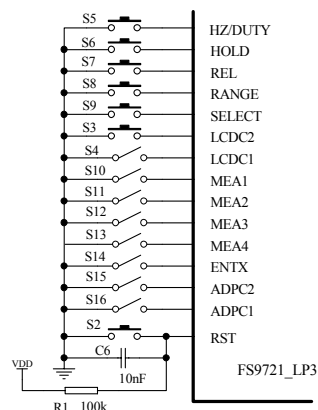 S5 HZ/DUTY
S6 HOLD
S7 REL
S8 RANGE
S9 SELECT
S3 LCDC2
S4 LCDC1
S10 MEA1
S11 MEA2
S12 MEA3
S13 MEA4
S14 ENTX
S15 ADPC2
S16 ADPC1
S2 RST
C6
VDD
10nF
FS9721_LP3
R1 100k